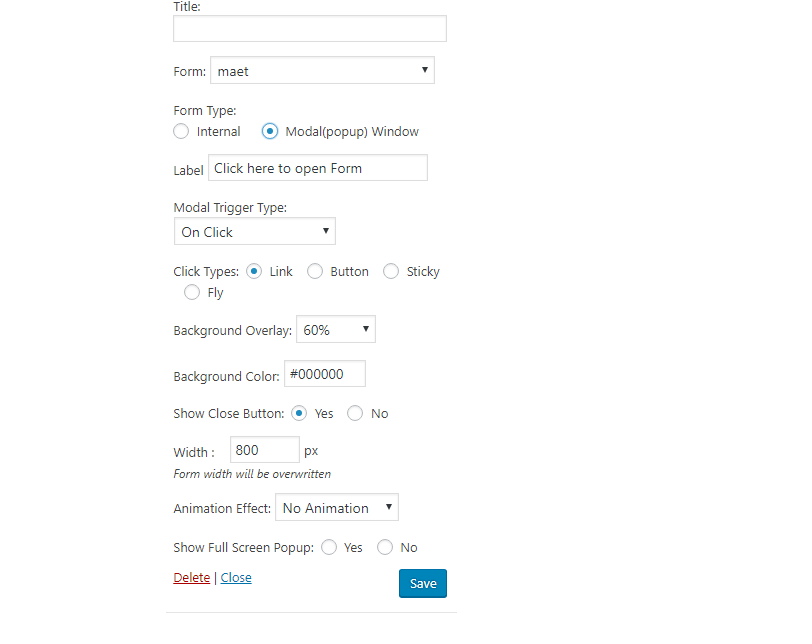 Title:
Form: maet
Form Type:
Internal Modal(popup) Window
Label Click here to open Form
Modal Trigger Type:
On Click
Click Types: Link Button Sticky
Fly
Background Overlay: 60%
Background Color: #000000
Show Close Button: Yes No
Width : 800 px
Form width will be overwritten
Animation Effect: No Animation
Show Full Screen Popup: Yes No
Delete | Close Save